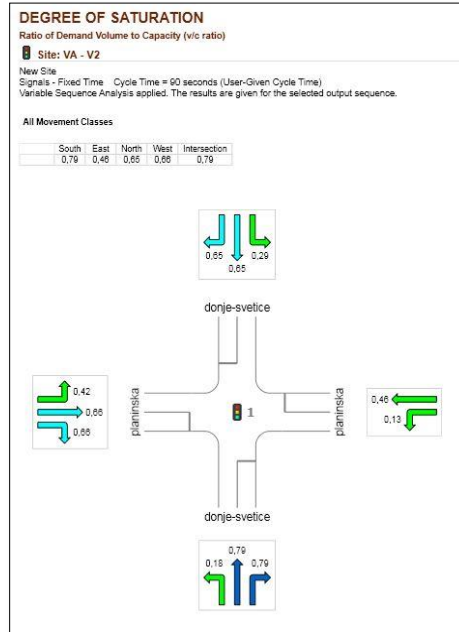 DEGREE OF SATURATION
Ratio of Demand Volume to Capacity (v/c ratio)
Site: VA - V2
New Site
Signals - Fixed Time    Cycle Time = 90 seconds (User-Given Cycle Time)
Variable Sequence Analysis applied. The results are given for the selected output sequence.
All Movement Classes
South East North West Intersection
0,79 0,46 0,65 0,66 0,79
0,65 0,29
0,65
donje-svetice
0,42
0,66
0,66
planinska
1
planinska
0,46
0,13
donje-svetice
0,79
0,18 0,79